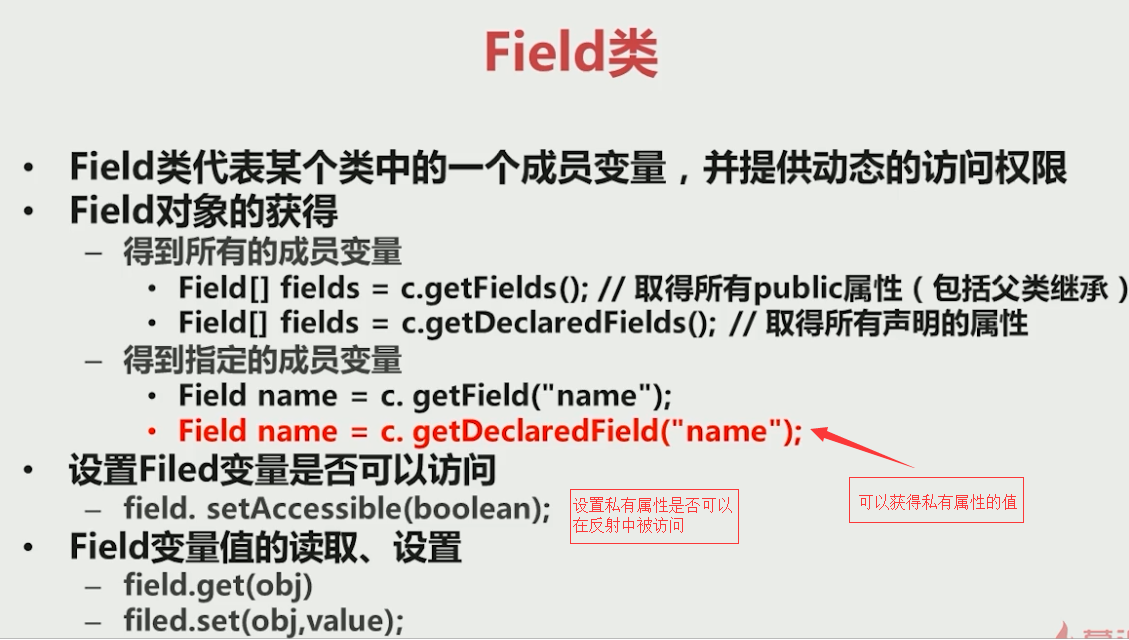 Field类
• Field类代表某个类中的一个成员变量，并提供动态的访问权限
• Field对象的获得
– 得到所有的成员变量
• Field[] fields = c.getFields(); // 取得所有public属性（包括父类继承）
• Field[] fields = c.getDeclaredFields(); // 取得所有声明的属性
– 得到指定的成员变量
• Field name = c. getField("name");
• Field name = c. getDeclaredField("name");
可以获得私有属性的值
• 设置Filed变量是否可以访问
– field. setAccessible(boolean);
设置私有属性是否可以
在反射中被访问
• Field变量值的读取、设置
– field.get(obj)
– filed.set(obj,value);